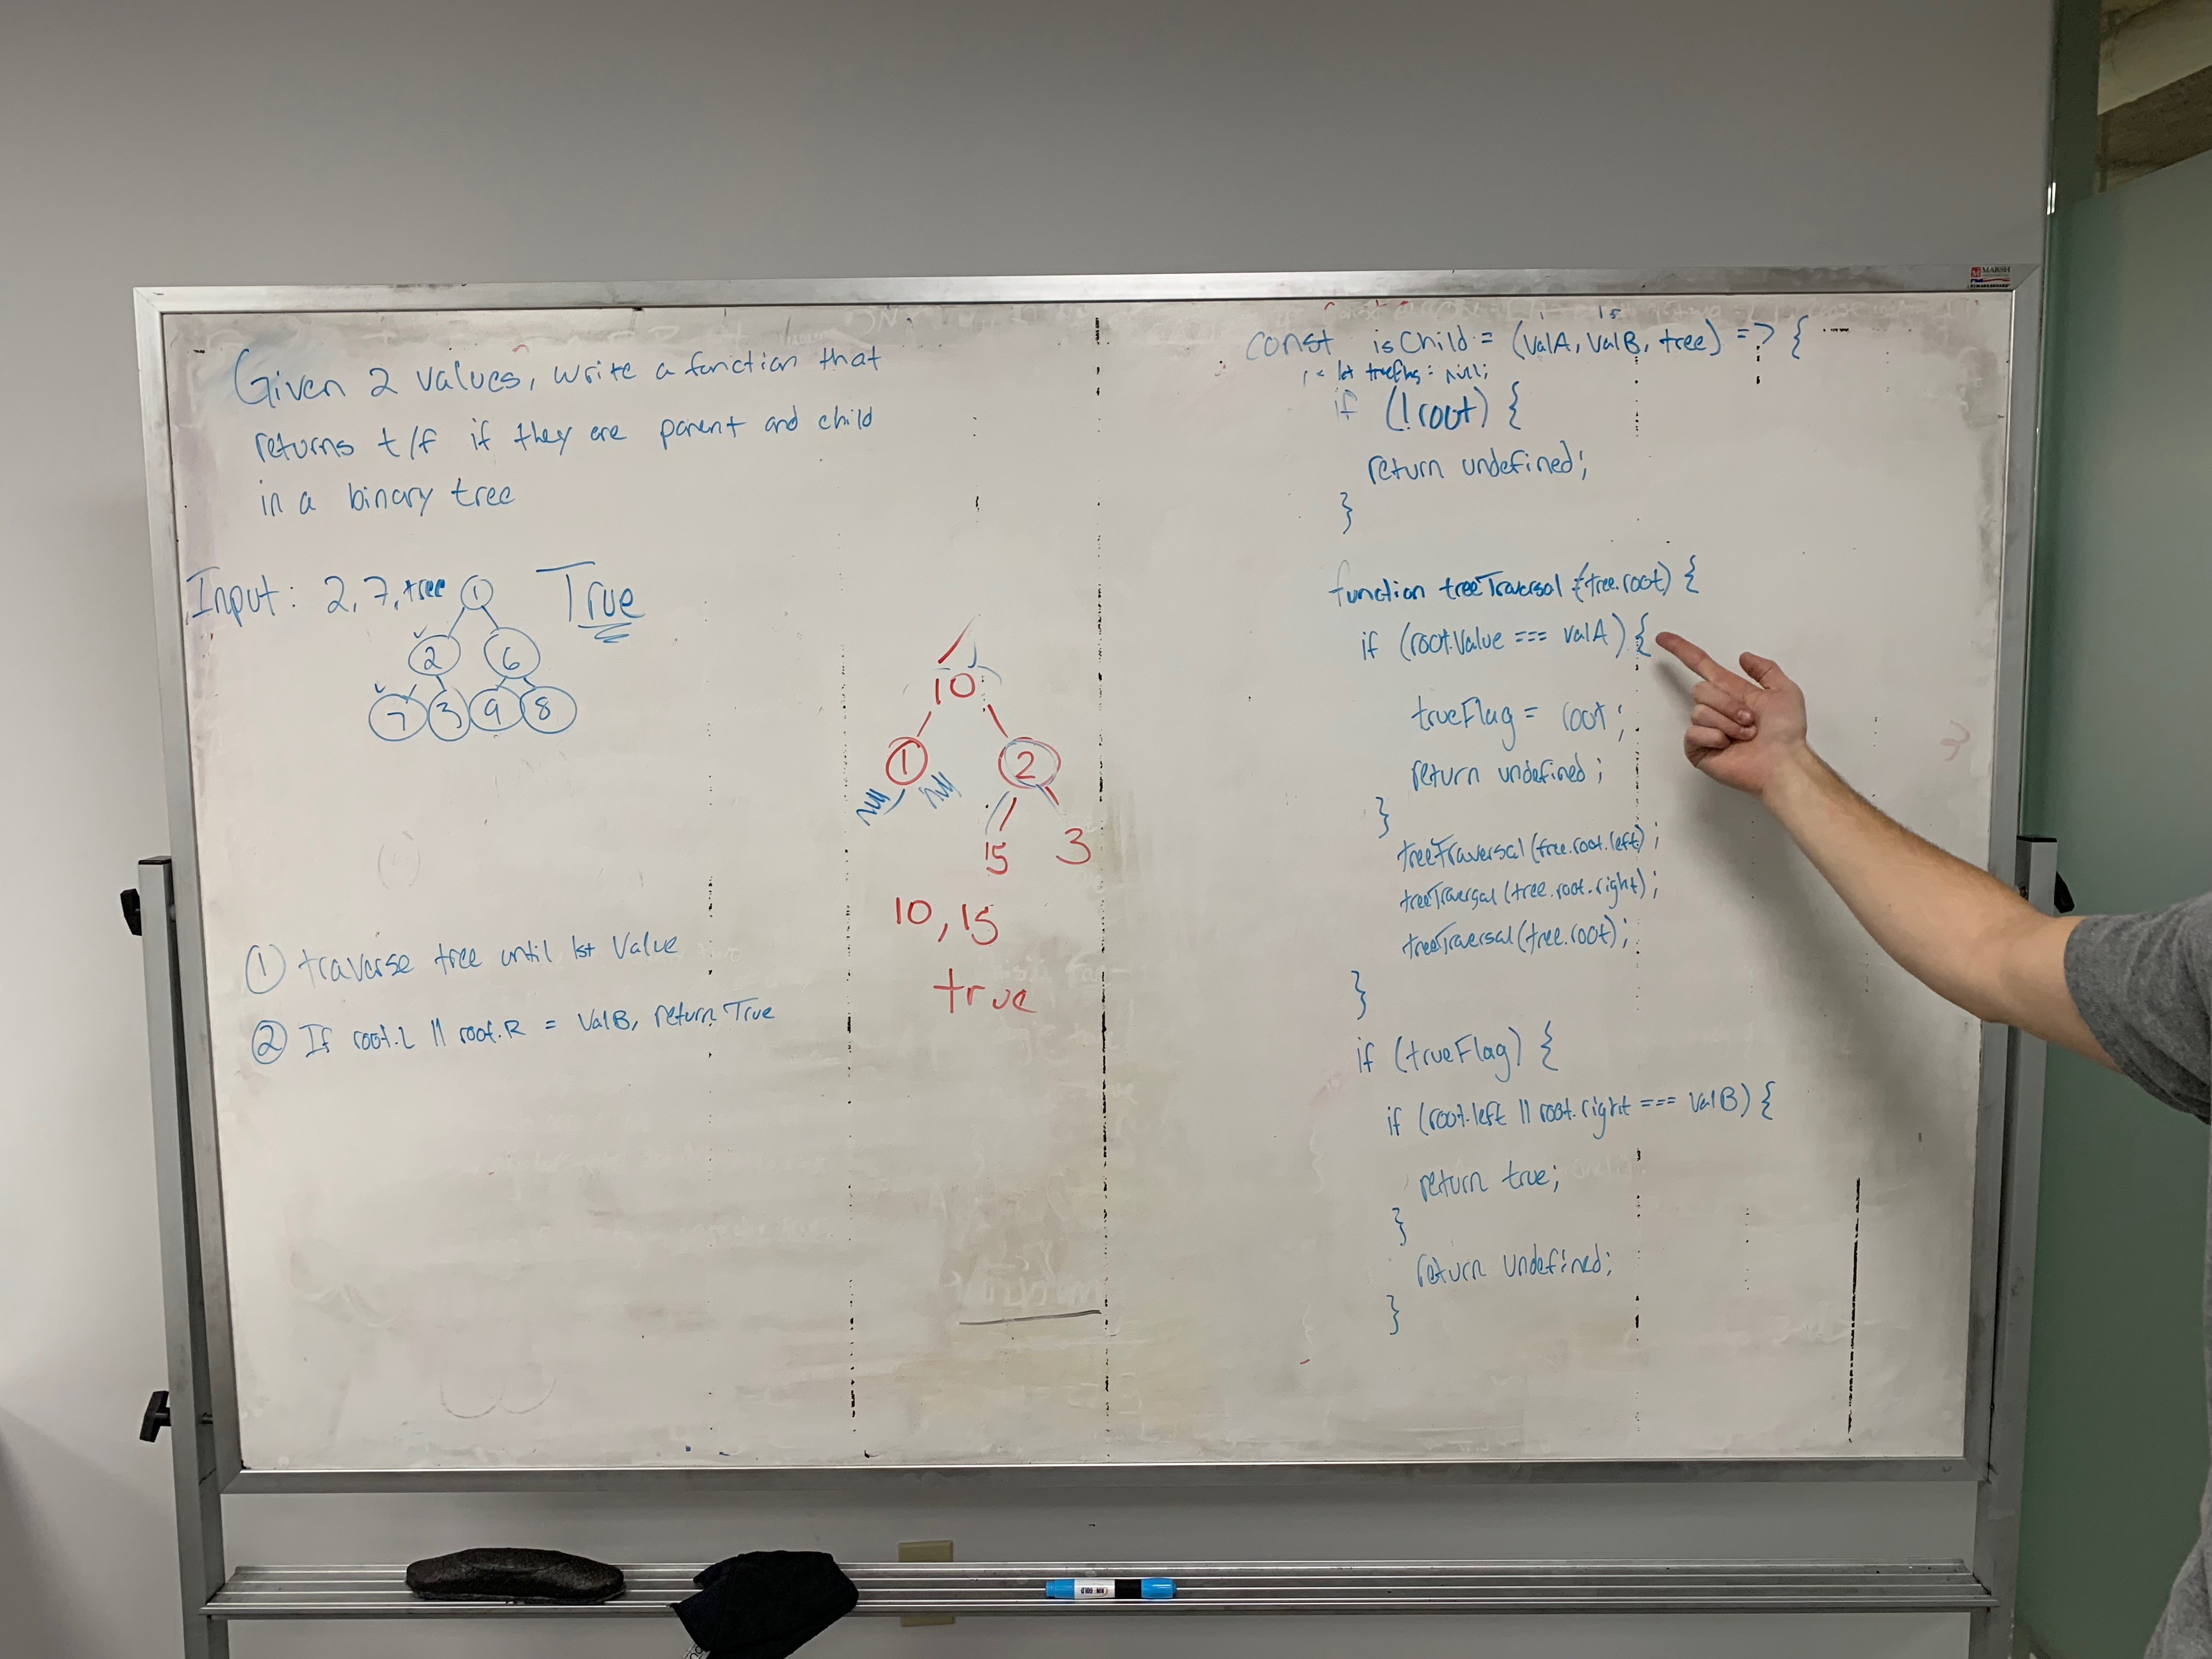 Given 2 values, write a function that
returns t/f if they are parent and child
in a binary tree
Input: 2, 7, tree
True
1
2 6
7 3 9 8
① traverse tree until 1st Value
② If root.L || root.R = ValB, return True
10
1 2
null null
15 3
10, 15
true
15
const isChild = (valA, valB, tree) => {
let trueFlag = null;
if (!root) {
return undefined;
}
function treeTraversal (tree.root) {
if (root.value === valA) {
trueFlag = root;
return undefined;
}
treeTraversal(tree.root.left);
treeTraversal(tree.root.right);
treeTraversal(tree.root);
}
if (trueFlag) {
if (root.left || root.right === valB) {
return true;
}
return undefined;
}
MARSH